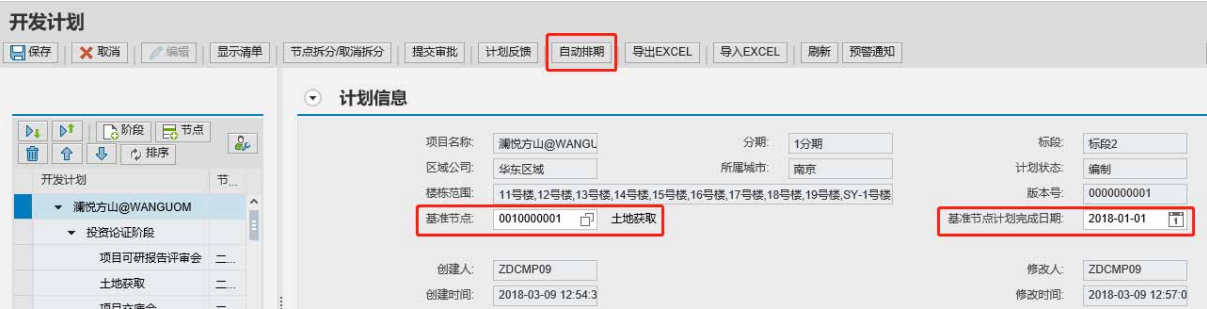 开发计划
保存 取消 编辑 显示清单 节点拆分/取消拆分 提交审批 计划反馈 自动排期 导出EXCEL 导入EXCEL 刷新 预警通知
计划信息
阶段 节点
排序
开发计划 节...
澜悦方山@WANGUOM
投资论证阶段
项目可研报告评审会 二...
土地获取 二...
项目交底会 二...
项目名称: 澜悦方山@WANGU 分期: 1分期 标段: 标段2
区域公司: 华东区域 所属城市: 南京 计划状态: 编制
楼栋范围: 11号楼,12号楼,13号楼,14号楼,15号楼,16号楼,17号楼,18号楼,19号楼,SY-1号楼 版本号: 0000000001
基准节点: 0010000001 土地获取 基准节点计划完成日期: 2018-01-01
创建人: ZDCMP09 修改人: ZDCMP09
创建时间: 2018-03-09 12:54:3 修改时间: 2018-03-09 12:57:0